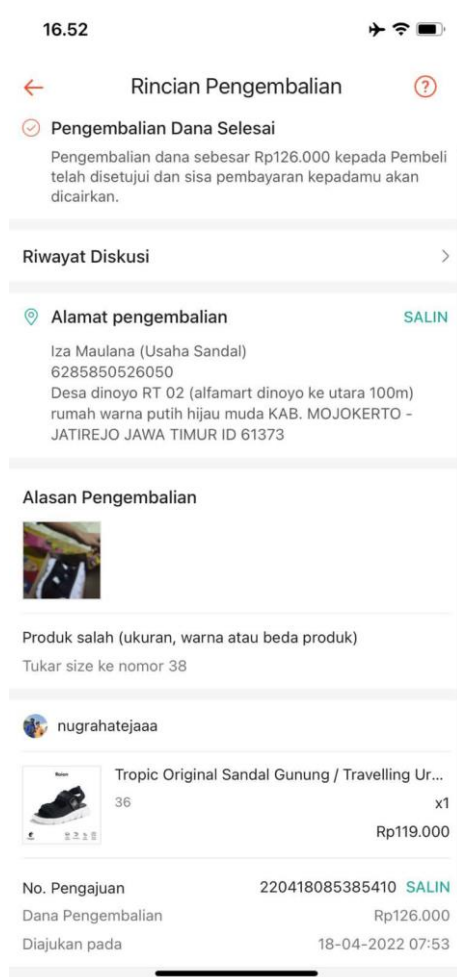 16.52
Rincian Pengembalian
Pengembalian Dana Selesai
Pengembalian dana sebesar Rp126.000 kepada Pembeli
telah disetujui dan sisa pembayaran kepadamu akan
dicairkan.
Riwayat Diskusi
Alamat pengembalian SALIN
Iza Maulana (Usaha Sandal)
6285850526050
Desa dinoyo RT 02 (alfamart dinoyo ke utara 100m)
rumah warna putih hijau muda KAB. MOJOKERTO -
JATIREJO JAWA TIMUR ID 61373
Alasan Pengembalian
Produk salah (ukuran, warna atau beda produk)
Tukar size ke nomor 38
nugrahatejaaa
Tropic Original Sandal Gunung / Travelling Ur...
36 x1
Rp119.000
No. Pengajuan 220418085385410 SALIN
Dana Pengembalian Rp126.000
Diajukan pada 18-04-2022 07:53